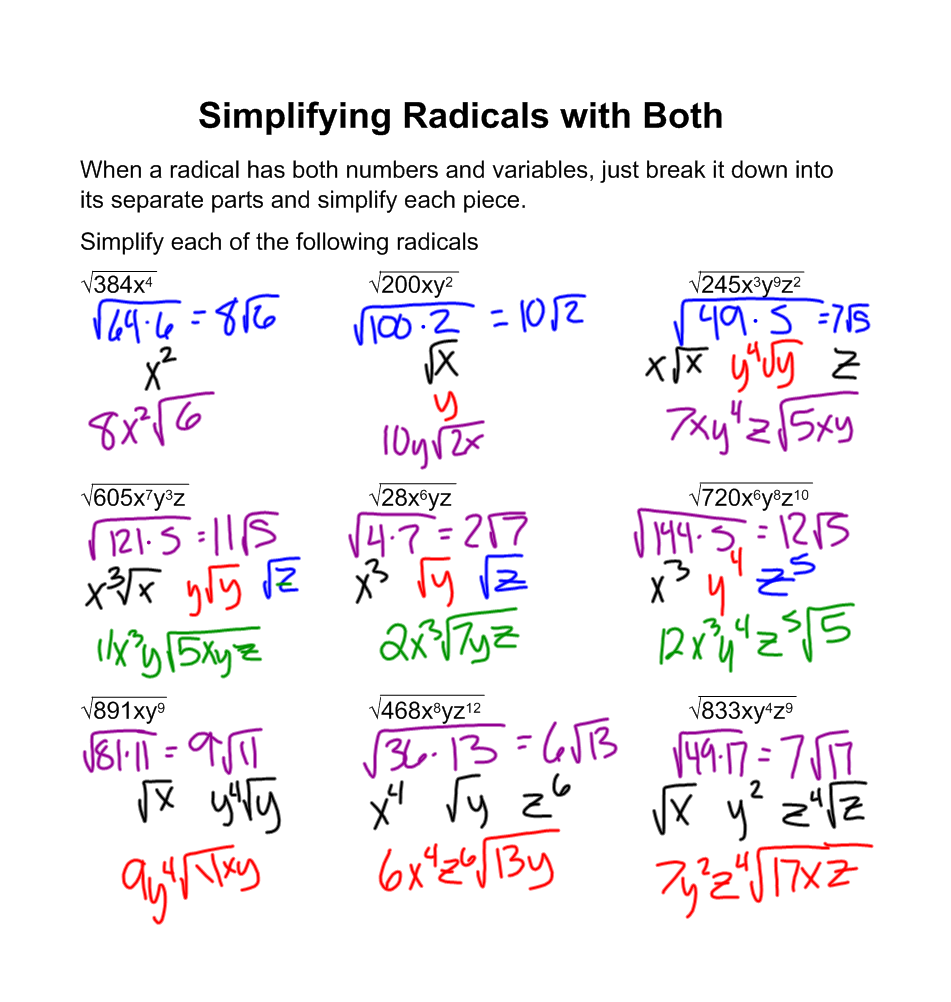 Simplifying Radicals with Both
When a radical has both numbers and variables, just break it down into
its separate parts and simplify each piece.
Simplify each of the following radicals
√384x⁴ √200xy² √245x³y⁹z²
√64·6 = 8√6 √100·2 = 10√2 √49·5 =7√5
x² √x x√x y⁴√y z
8x²√6 y 7xy⁴z√5xy
10y√2x
√605x⁷y³z √28x⁶yz √720x⁶y⁸z¹⁰
√121·5 =11√5 √4·7 = 2√7 √144·5 = 12√5
x³√x y√y √z x³ √y √z x³ y⁴ z⁵
11x³y√5xyz 2x³√7yz 12x³y⁴z⁵√5
√891xy⁹ √468x⁸yz¹² √833xy⁴z⁹
√81·11 = 9√11 √36·13 = 6√13 √49·17 = 7√17
√x y⁴√y x⁴ √y z⁶ √x y² z⁴√z
9y⁴√11xy 6x⁴z⁶√13y 7y²z⁴√17xz